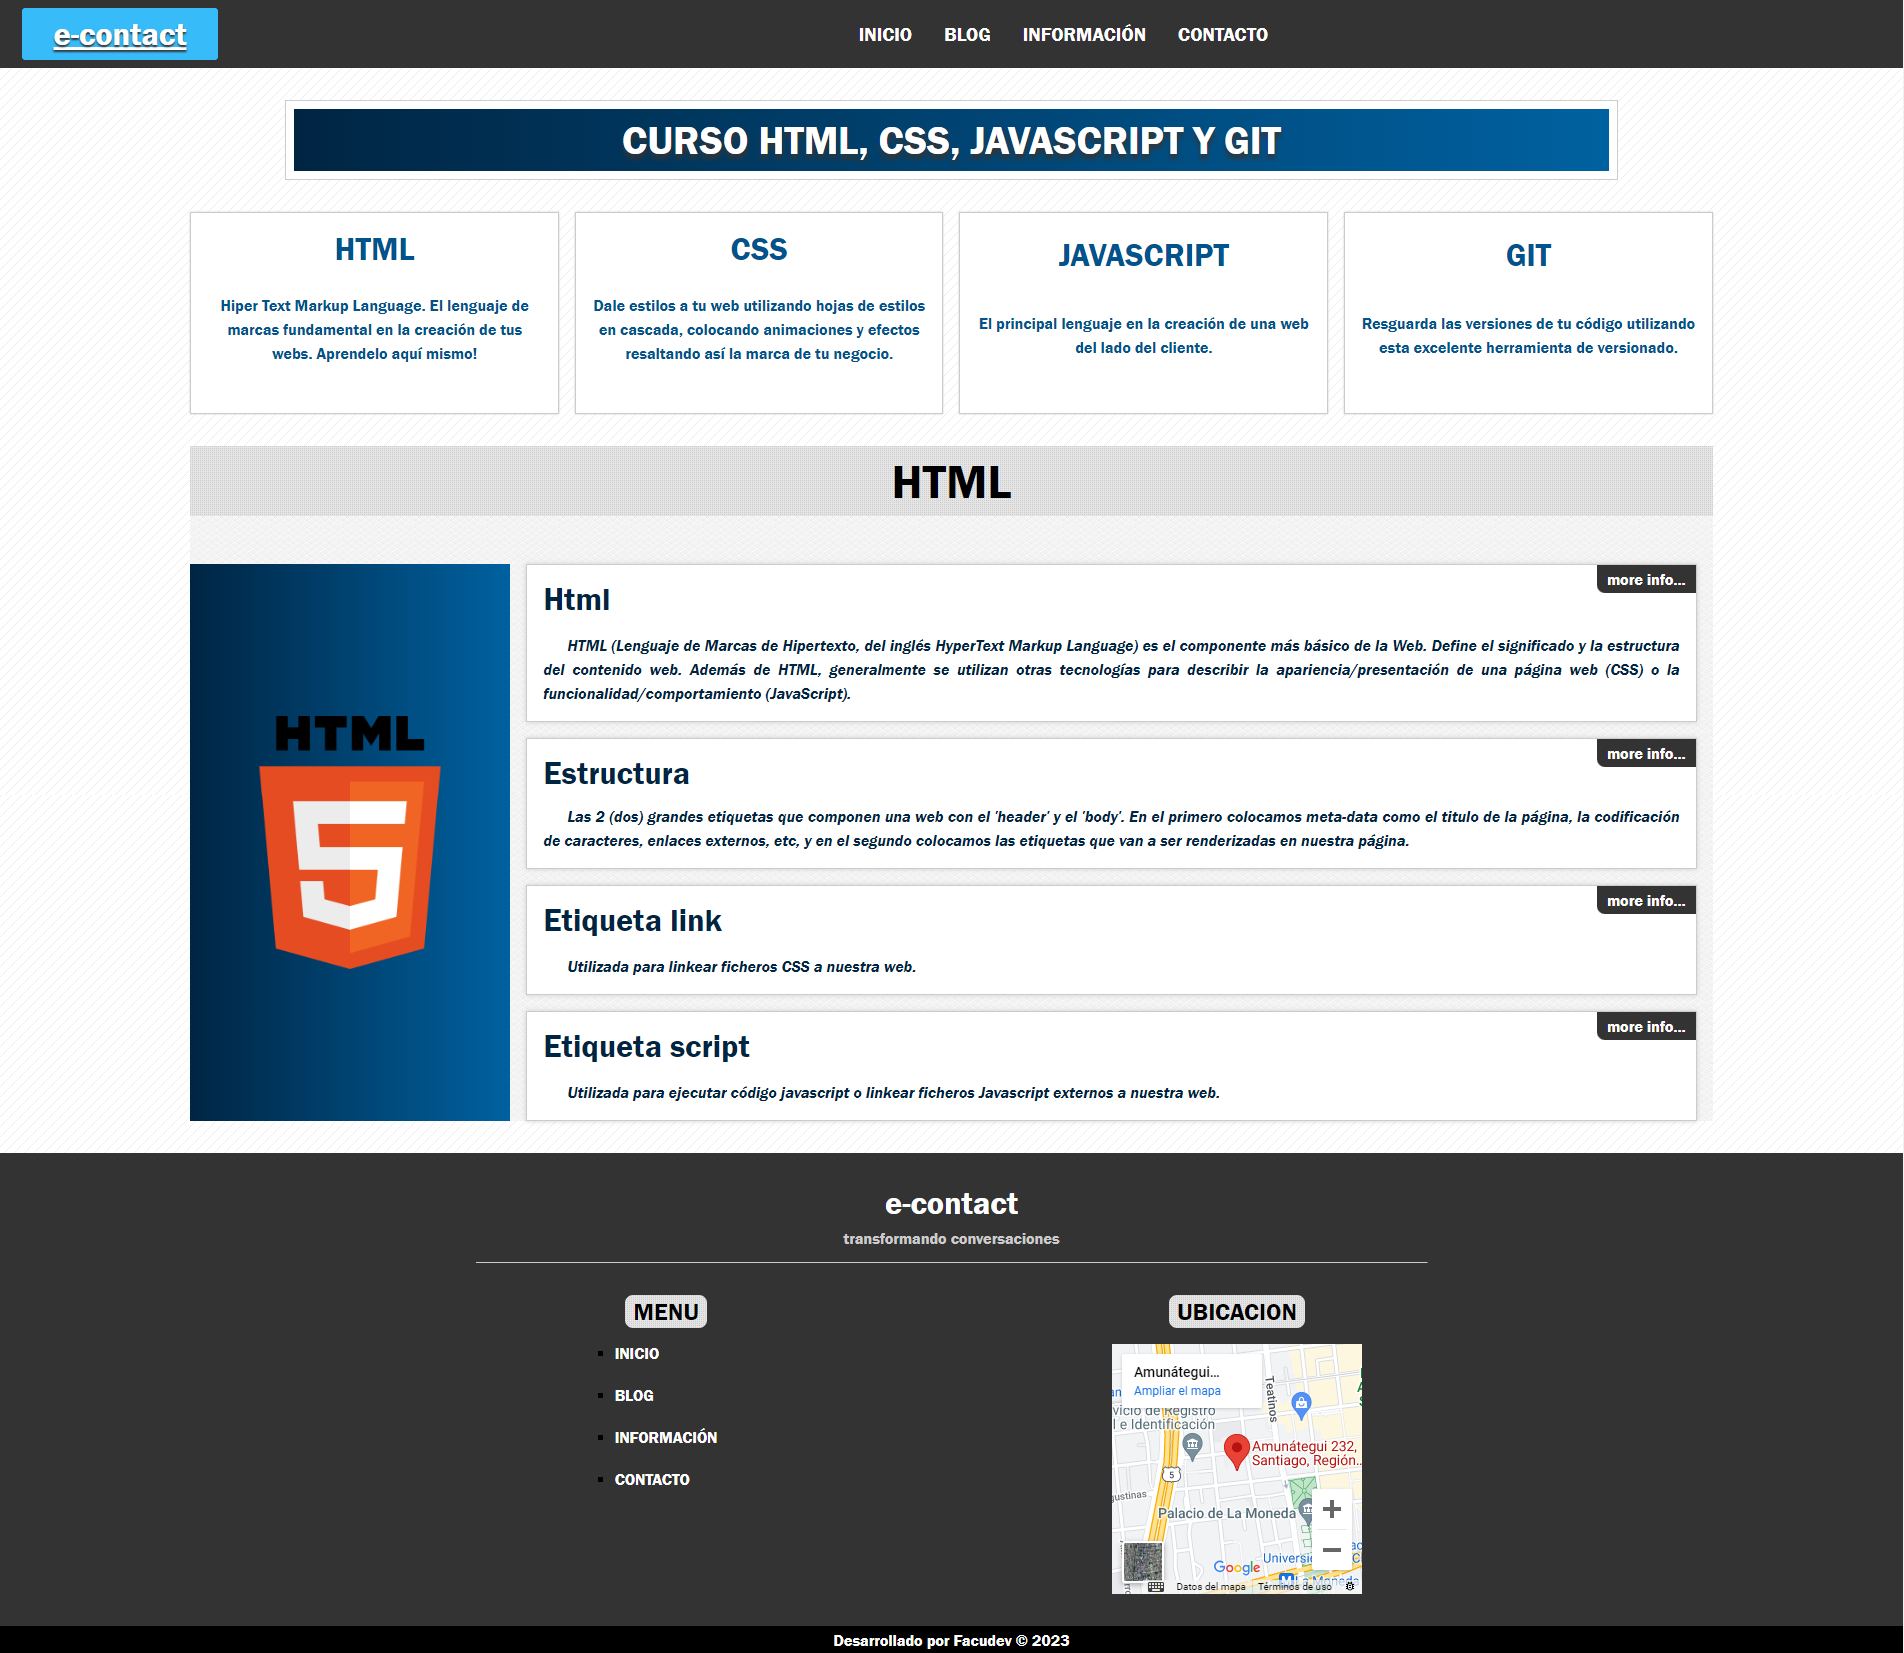 e-contact
INICIO BLOG INFORMACIÓN CONTACTO
CURSO HTML, CSS, JAVASCRIPT Y GIT
HTML
Hiper Text Markup Language. El lenguaje de
marcas fundamental en la creación de tus
webs. Aprendelo aquí mismo!
CSS
Dale estilos a tu web utilizando hojas de estilos
en cascada, colocando animaciones y efectos
resaltando así la marca de tu negocio.
JAVASCRIPT
El principal lenguaje en la creación de una web
del lado del cliente.
GIT
Resguarda las versiones de tu código utilizando
esta excelente herramienta de versionado.
HTML
HTML
5
Html
more info...
HTML (Lenguaje de Marcas de Hipertexto, del inglés HyperText Markup Language) es el componente más básico de la Web. Define el significado y la estructura
del contenido web. Además de HTML, generalmente se utilizan otras tecnologías para describir la apariencia/presentación de una página web (CSS) o la
funcionalidad/comportamiento (JavaScript).
Estructura
more info...
Las 2 (dos) grandes etiquetas que componen una web con el 'header' y el 'body'. En el primero colocamos meta-data como el titulo de la página, la codificación
de caracteres, enlaces externos, etc, y en el segundo colocamos las etiquetas que van a ser renderizadas en nuestra página.
Etiqueta link
more info...
Utilizada para linkear ficheros CSS a nuestra web.
Etiqueta script
more info...
Utilizada para ejecutar código javascript o linkear ficheros Javascript externos a nuestra web.
e-contact
transformando conversaciones
MENU
INICIO
BLOG
INFORMACIÓN
CONTACTO
UBICACION
Amunátegui...
Ampliar el mapa
Teatinos
vicio de Registro
l e Identificación
Amunátegui 232,
Santiago, Región...
5
gustinas
Palacio de La Moneda
Google
Datos del mapa Términos de uso
Desarrollado por Facudev © 2023